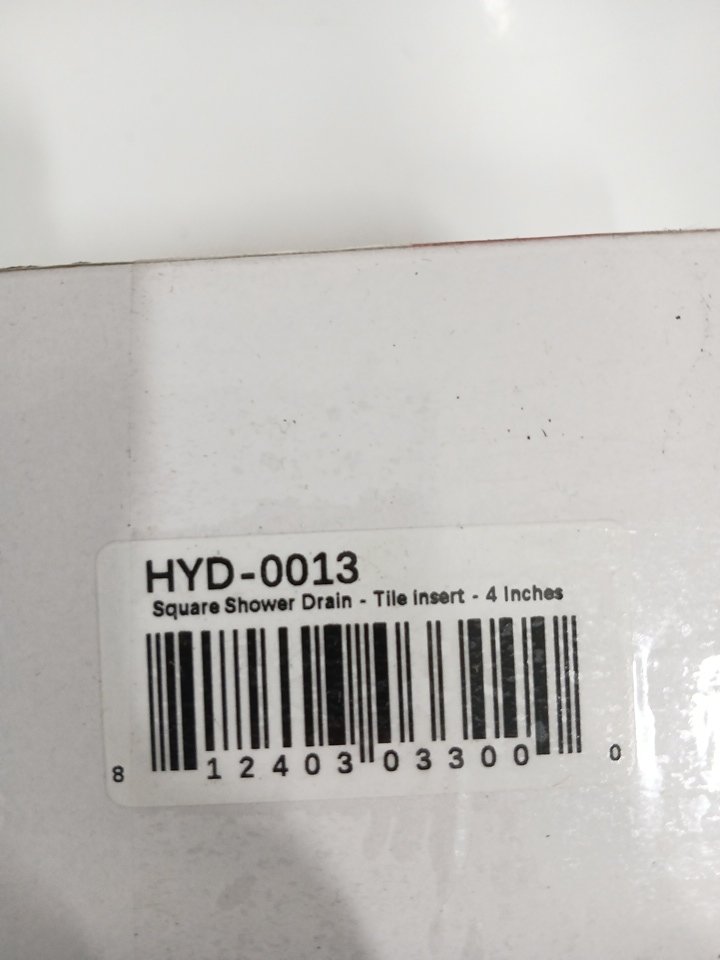 HYD-0013
Square Shower Drain - Tile insert - 4 Inches
8 12403 03300 0